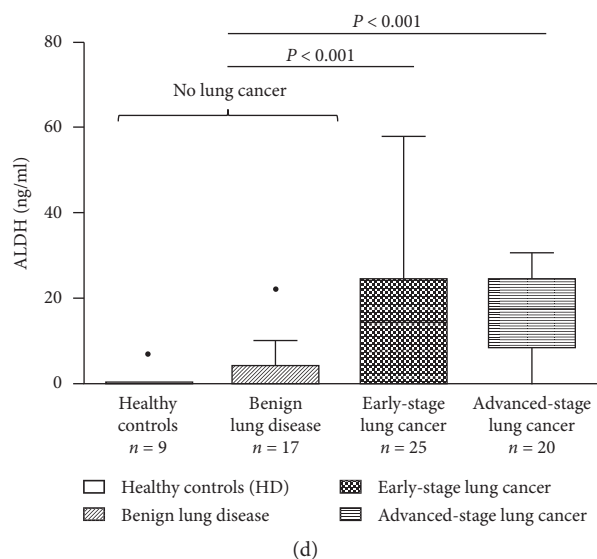 P < 0.001
P < 0.001
No lung cancer
80
60
40
20
0
ALDH (ng/ml)
Healthy
controls
n = 9
Benign
lung disease
n = 17
Early-stage
lung cancer
n = 25
Advanced-stage
lung cancer
n = 20
Healthy controls (HD)
Benign lung disease
Early-stage lung cancer
Advanced-stage lung cancer
(d)